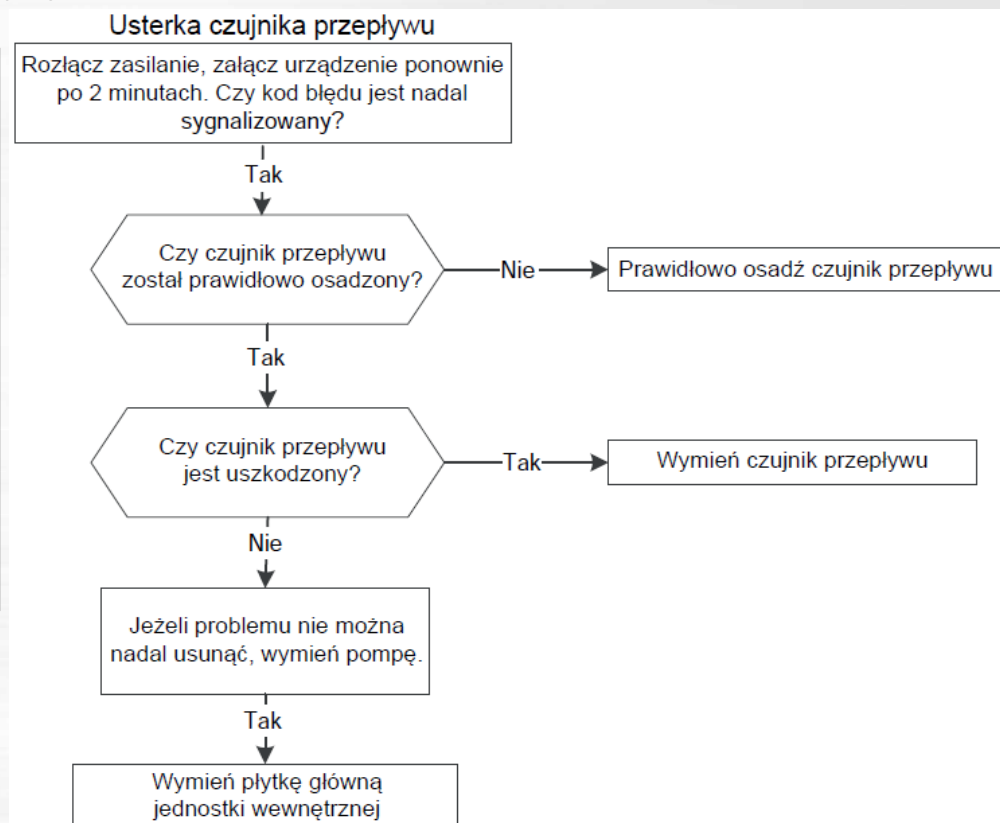 Usterka czujnika przepływu
Rozłącz zasilanie, załącz urządzenie ponownie
po 2 minutach. Czy kod błędu jest nadal
sygnalizowany?
Tak
Czy czujnik przepływu
został prawidłowo osadzony?
Nie
Prawidłowo osadź czujnik przepływu
Tak
Czy czujnik przepływu
jest uszkodzony?
Tak
Wymień czujnik przepływu
Nie
Jeżeli problemu nie można
nadal usunąć, wymień pompę.
Tak
Wymień płytkę główną
jednostki wewnętrznej